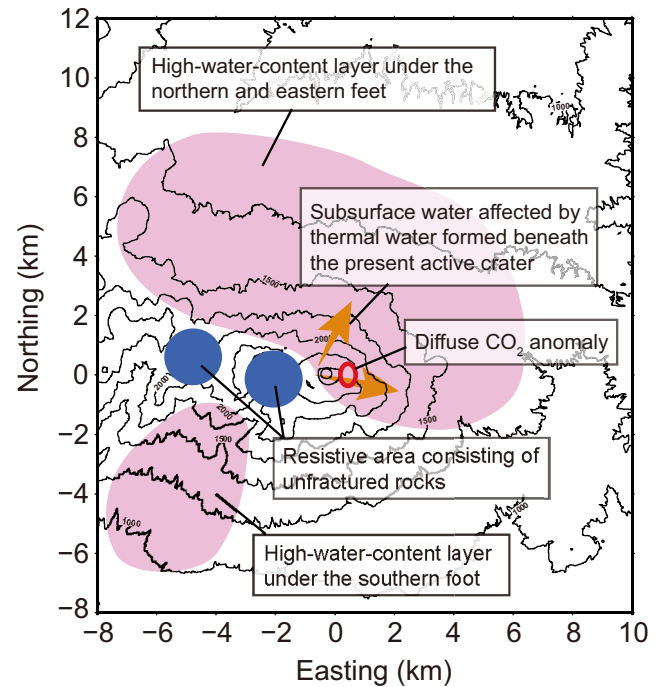 12
10
8
6
4
2
0
−2
−4
−6
−8
Northing (km)
High-water-content layer under the
northern and eastern feet
1000
Subsurface water affected by
thermal water formed beneath
the present active crater
1500
2000
Diffuse CO₂ anomaly
2000
1500
2000
1500
Resistive area consisting of
unfractured rocks
1000
1000
High-water-content layer
under the southern foot
−8 −6 −4 −2 0 2 4 6 8 10
Easting (km)